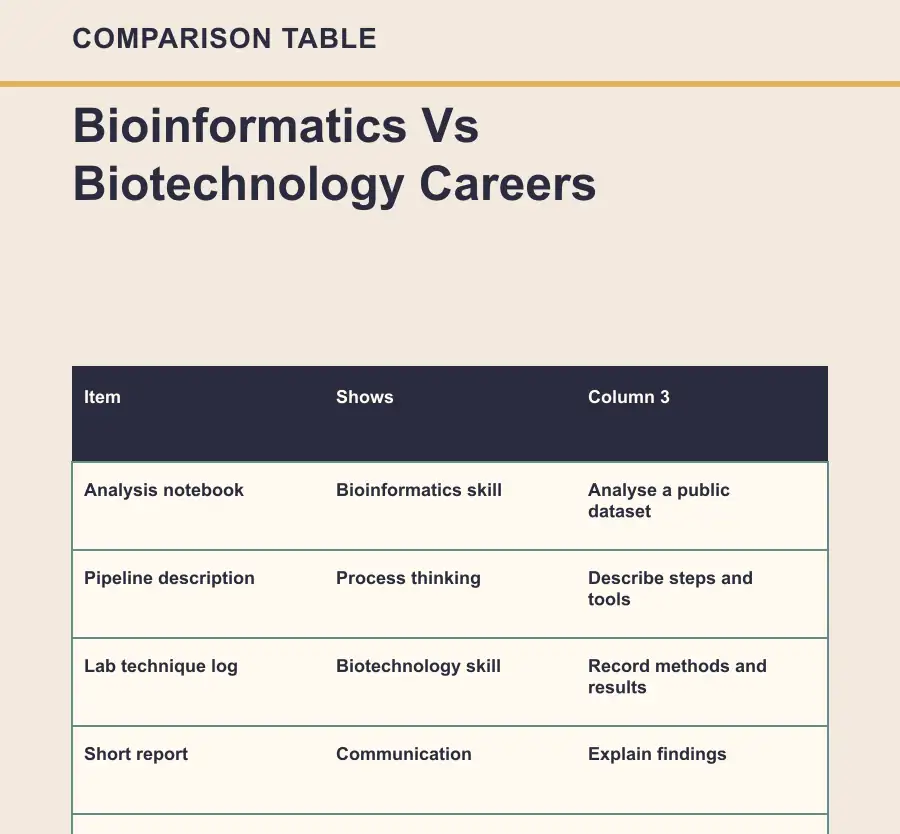 COMPARISON TABLE
Bioinformatics Vs
Biotechnology Careers
Item Shows Column 3
Analysis notebook Bioinformatics skill Analyse a public
dataset
Pipeline description Process thinking Describe steps and
tools
Lab technique log Biotechnology skill Record methods and
results
Short report Communication Explain findings